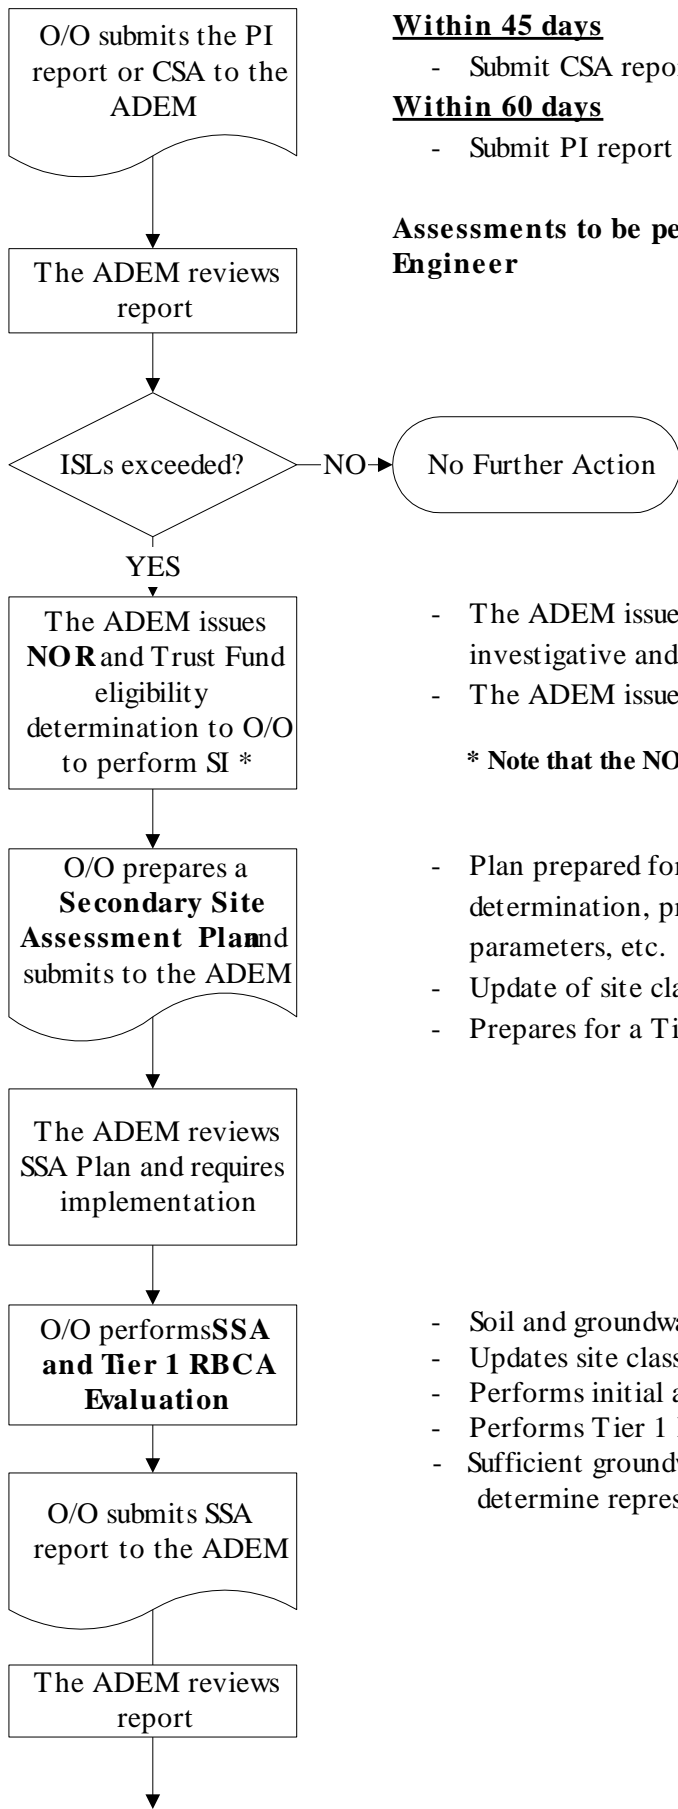 O/O submits the PI
report or CSA to the
ADEM
Within 45 days
- Submit CSA repor
Within 60 days
- Submit PI report
Assessments to be pe
Engineer
The ADEM reviews
report
ISLs exceeded?
NO
No Further Action
YES
The ADEM issues
NOR and Trust Fund
eligibility
determination to O/O
to perform SI *
- The ADEM issue
investigative and
- The ADEM issue
* Note that the NO
O/O prepares a
Secondary Site
Assessment Plan and
submits to the ADEM
- Plan prepared for
determination, pr
parameters, etc.
- Update of site cla
- Prepares for a Ti
The ADEM reviews
SSA Plan and requires
implementation
O/O performs SSA
and Tier 1 RBCA
Evaluation
- Soil and groundwa
- Updates site class
- Performs initial a
- Performs Tier 1
- Sufficient groundw
determine repres
O/O submits SSA
report to the ADEM
The ADEM reviews
report